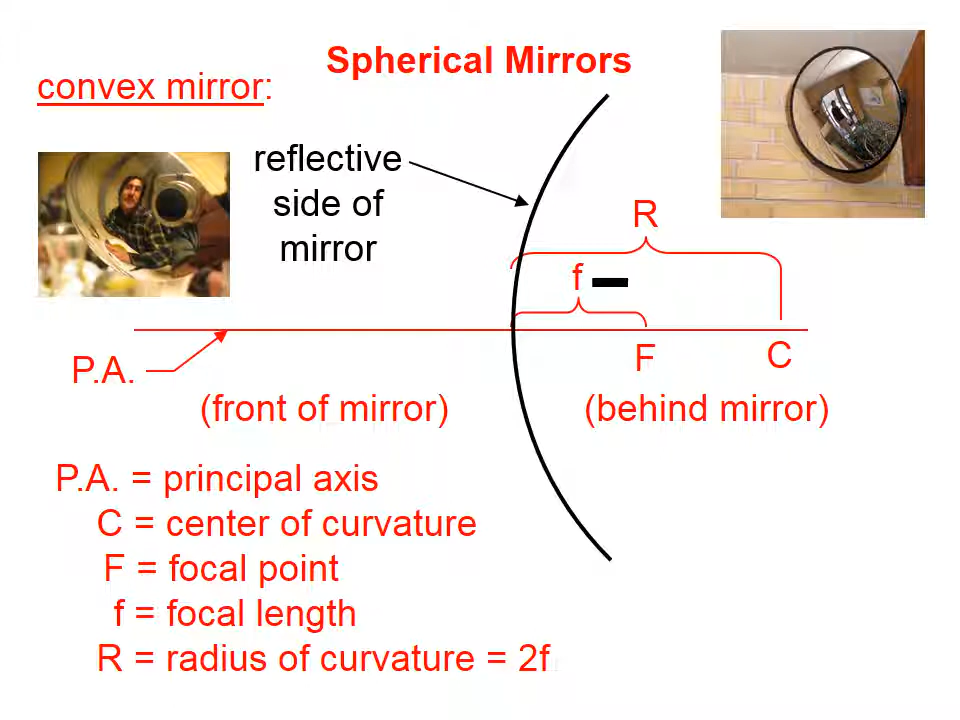 Spherical Mirrors
convex mirror:
reflective
side of
mirror
R
f
P.A.
F
C
(front of mirror)
(behind mirror)
P.A. = principal axis
C = center of curvature
F = focal point
f = focal length
R = radius of curvature = 2f